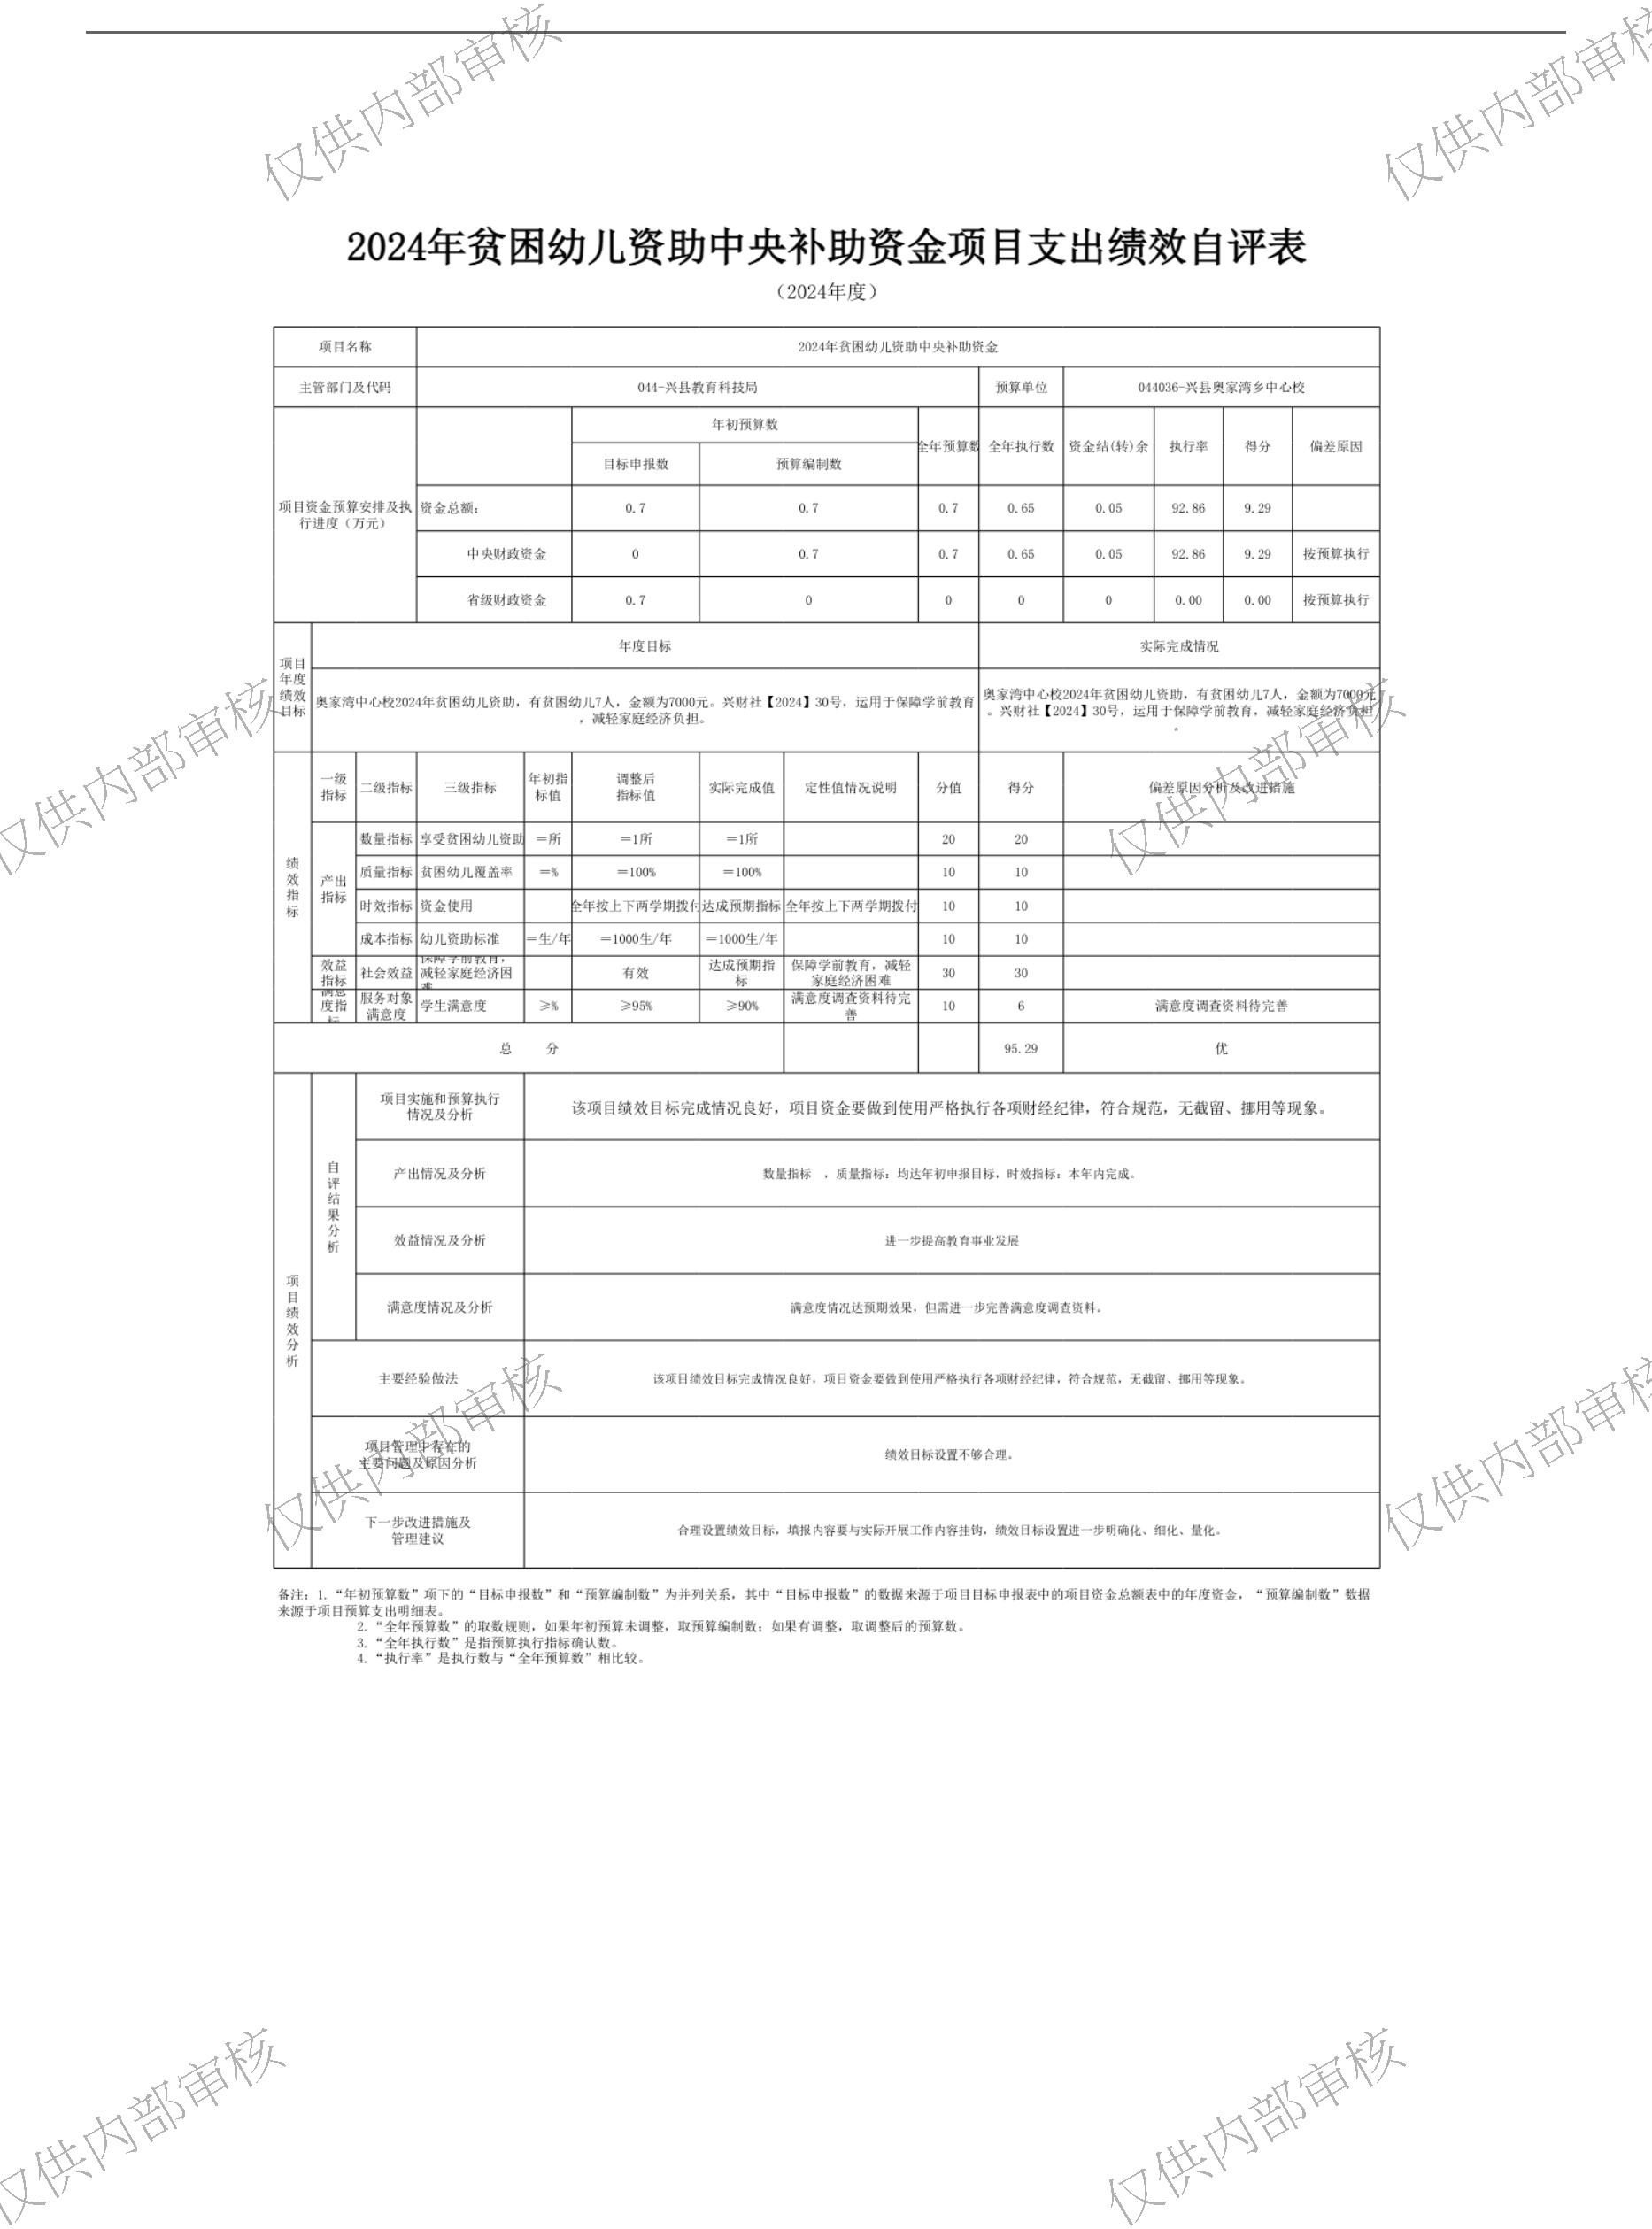 2024年贫困幼儿资助中央补助资金项目支出绩效自评表
（2024年度）
项目名称 2024年贫困幼儿资助中央补助资金
主管部门及代码 044-兴县教育科技局 预算单位 044036-兴县奥家湾乡中心校
项目资金预算安排及执行进度（万元） 年初预算数 全年预算数 全年执行数 资金结(转)余 执行率 得分 偏差原因
目标申报数 预算编制数
资金总额： 0.7 0.7 0.7 0.65 0.05 92.86 9.29
中央财政资金 0 0.7 0.7 0.65 0.05 92.86 9.29 按预算执行
省级财政资金 0.7 0 0 0 0 0.00 0.00 按预算执行
项目年度绩效目标 年度目标 实际完成情况
奥家湾中心校2024年贫困幼儿资助，有贫困幼儿7人，金额为7000元。兴财社【2024】30号，运用于保障学前教育
，减轻家庭经济负担。
奥家湾中心校2024年贫困幼儿资助，有贫困幼儿7人，金额为7000元
。兴财社【2024】30号，运用于保障学前教育，减轻家庭经济负担
。
绩效指标 一级指标 二级指标 三级指标 年初指标值 调整后指标值 实际完成值 定性值情况说明 分值 得分 偏差原因分析及改进措施
产出指标 数量指标 享受贫困幼儿资助 ＝所 ＝1所 ＝1所 20 20
质量指标 贫困幼儿覆盖率 ＝% ＝100% ＝100% 10 10
时效指标 资金使用 全年按上下两学期拨付 达成预期指标 全年按上下两学期拨付 10 10
成本指标 幼儿资助标准 ＝生/年 ＝1000生/年 ＝1000生/年 10 10
效益指标 社会效益 保障学前教育，减轻家庭经济困难 有效 达成预期指标 保障学前教育，减轻家庭经济困难 30 30
满意度指标 服务对象满意度 学生满意度 ≥% ≥95% ≥90% 满意度调查资料待完善 10 6 满意度调查资料待完善
总 分 95.29 优
项目绩效分析 自评结果分析 项目实施和预算执行情况及分析 该项目绩效目标完成情况良好，项目资金要做到使用严格执行各项财经纪律，符合规范，无截留、挪用等现象。
产出情况及分析 数量指标 ，质量指标：均达年初申报目标，时效指标：本年内完成。
效益情况及分析 进一步提高教育事业发展
满意度情况及分析 满意度情况达预期效果，但需进一步完善满意度调查资料。
主要经验做法 该项目绩效目标完成情况良好，项目资金要做到使用严格执行各项财经纪律，符合规范，无截留、挪用等现象。
项目管理中存在的主要问题及原因分析 绩效目标设置不够合理。
下一步改进措施及管理建议 合理设置绩效目标，填报内容要与实际开展工作内容挂钩，绩效目标设置进一步明确化、细化、量化。
备注：1.“年初预算数”项下的“目标申报数”和“预算编制数”为并列关系，其中“目标申报数”的数据来源于项目目标申报表中的项目资金总额表中的年度资金，“预算编制数”数据
来源于项目预算支出明细表。
2.“全年预算数”的取数规则，如果年初预算未调整，取预算编制数；如果有调整，取调整后的预算数。
3.“全年执行数”是指预算执行指标确认数。
4.“执行率”是执行数与“全年预算数”相比较。
仅供内部审核
仅供内部审核
仅供内部审核
仅供内部审核
仅供内部审核
仅供内部审核
仅供内部审核
仅供内部审核